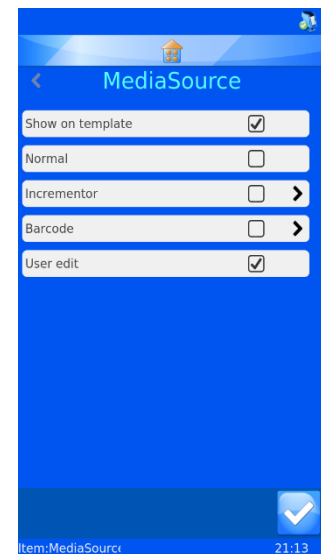 MediaSource
Show on template
Normal
Incrementor
Barcode
User edit
Item:MediaSource 21:13